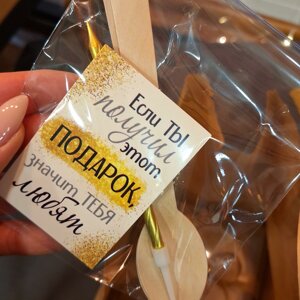 Если ТЫ
получил
этот
ПОДАРОК,
значит ТЕБЯ
любят